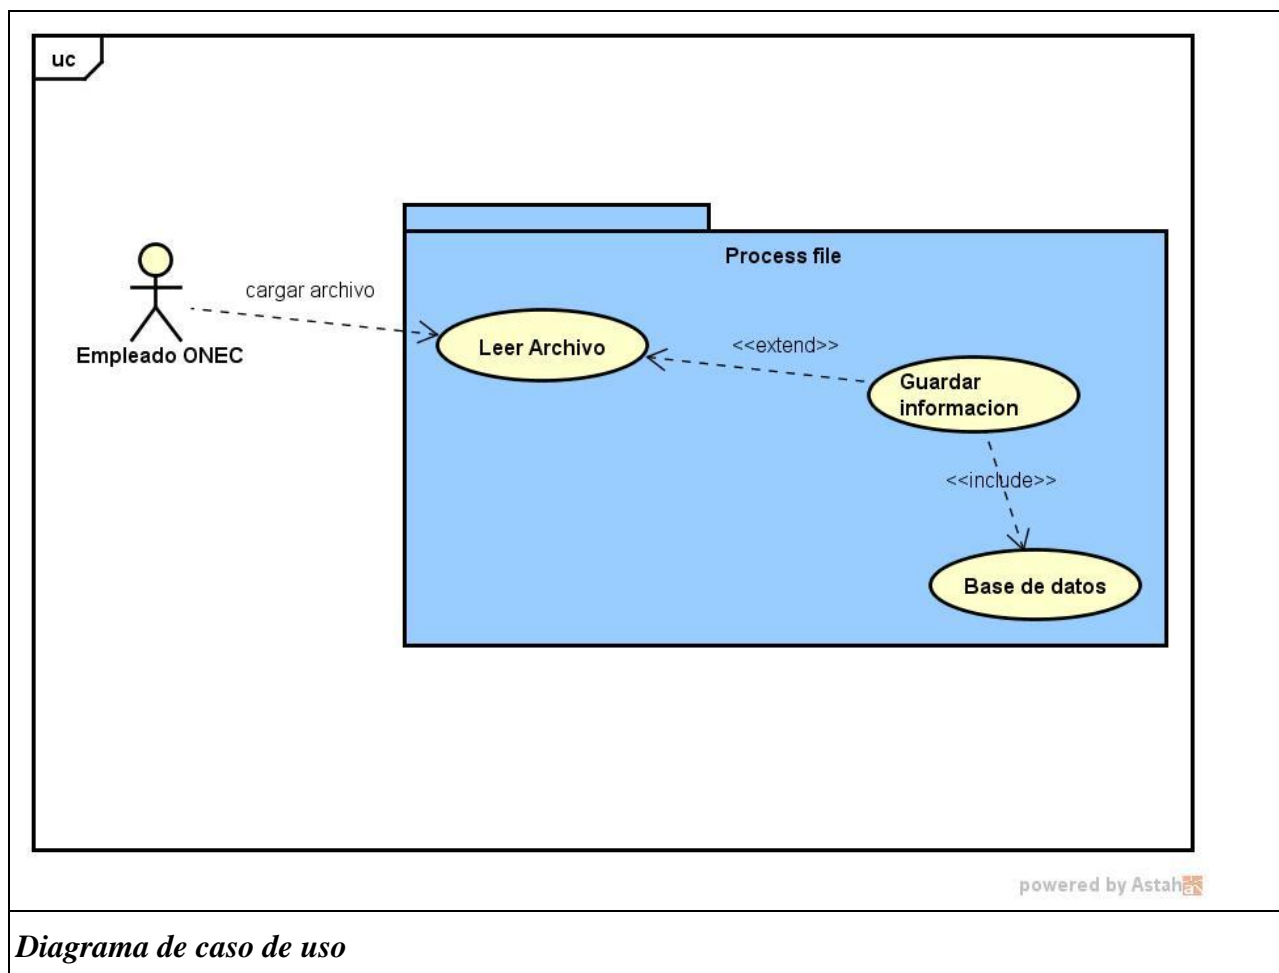 uc
Process file
cargar archivo
Empleado ONEC
Leer Archivo
<<extend>>
Guardar
informacion
<<include>>
Base de datos
powered by Astah
Diagrama de caso de uso